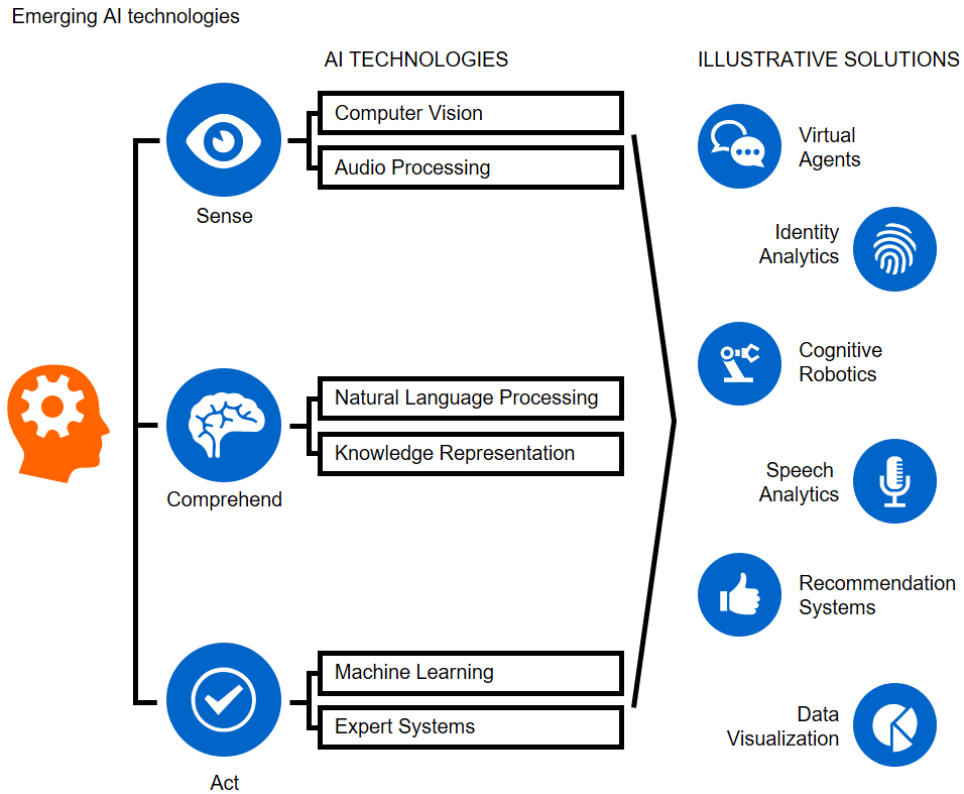 Emerging AI technologies
AI TECHNOLOGIES
ILLUSTRATIVE SOLUTIONS
Sense
Computer Vision
Audio Processing
Comprehend
Natural Language Processing
Knowledge Representation
Act
Machine Learning
Expert Systems
Virtual
Agents
Identity
Analytics
Cognitive
Robotics
Speech
Analytics
Recommendation
Systems
Data
Visualization